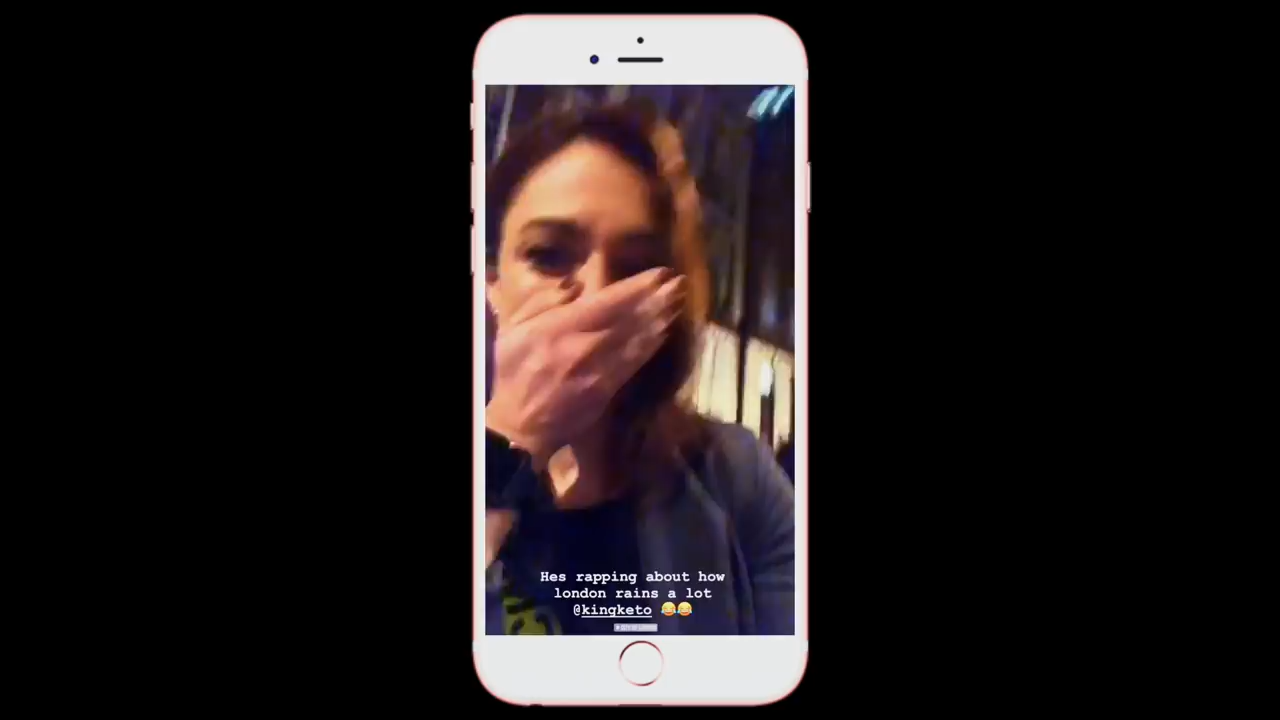 Hes rapping about how
london rains a lot
@kingketo 😂😂